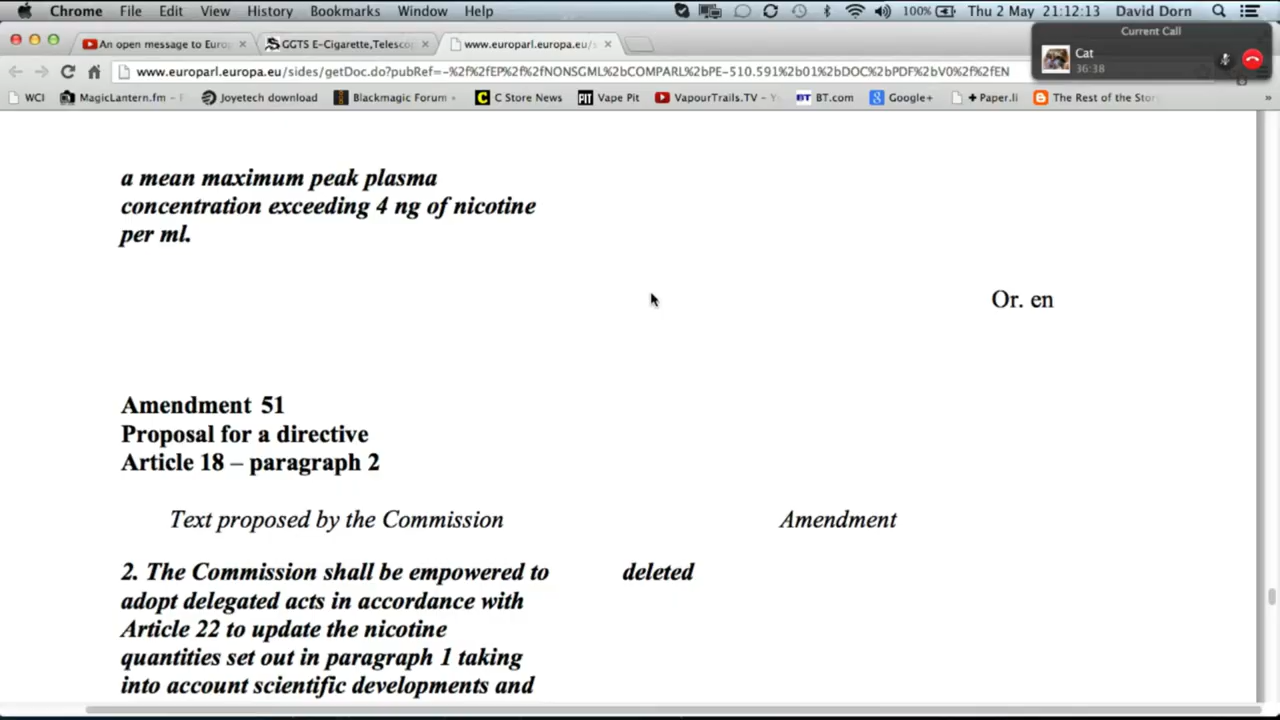 Chrome File Edit View History Bookmarks Window Help 100% Thu 2 May 21:12:13 David Dorn
Current Call
Cat
36:38
An open message to Euro
GGTS E-Cigarette,Telesco
www.europarl.europa.eu/s
www.europarl.europa.eu/sides/getDoc.do?pubRef=-%2f%2fEP%2f%2fNONSGML%2bCOMPARL%2bPE-510.591%2b01%2bDOC%2bPDF%2bV0%2f%2fEN
WCI MagicLantern.fm – F Joyetech download Blackmagic Forum • C Store News PIT Vape Pit VapourTrails.TV – Y BT BT.com Google+ + Paper.li The Rest of the Stor »
a mean maximum peak plasma
concentration exceeding 4 ng of nicotine
per ml.
Or. en
Amendment 51
Proposal for a directive
Article 18 – paragraph 2
Text proposed by the Commission
Amendment
2. The Commission shall be empowered to deleted
adopt delegated acts in accordance with
Article 22 to update the nicotine
quantities set out in paragraph 1 taking
into account scientific developments and